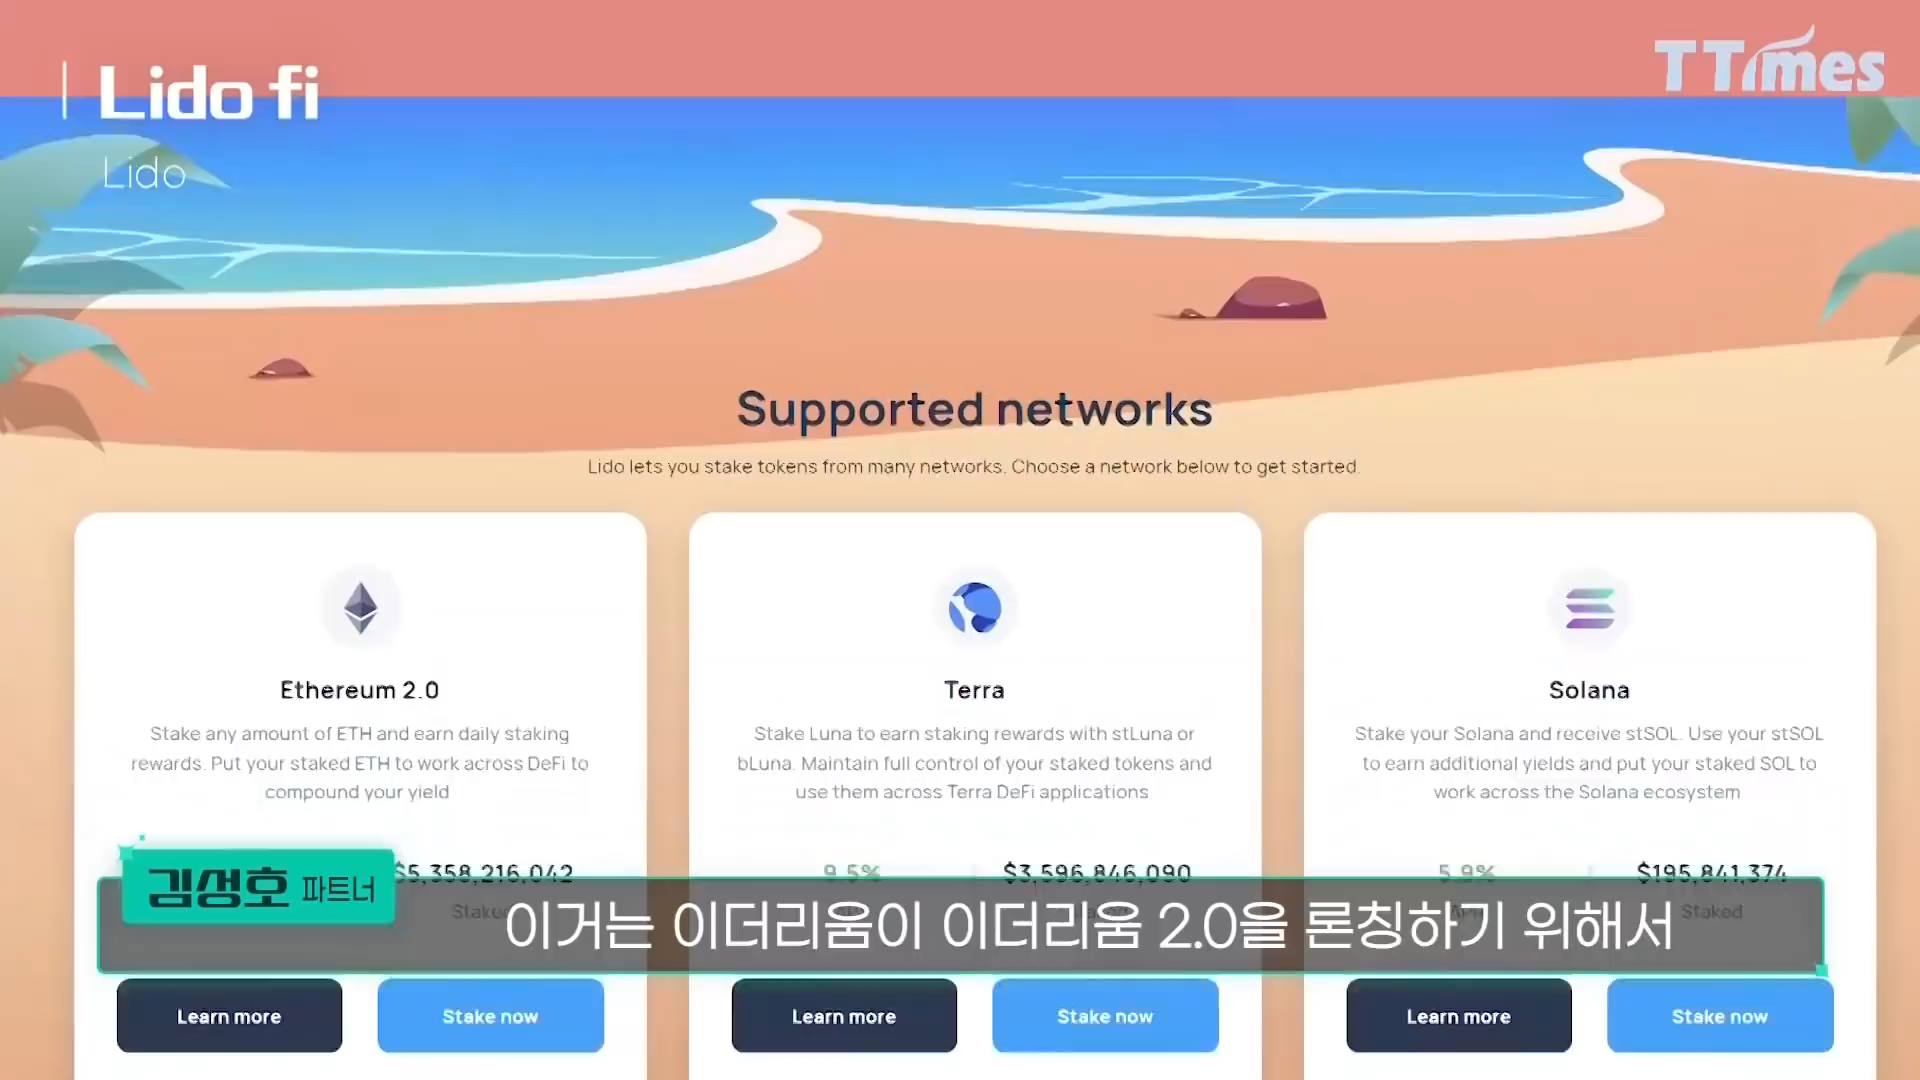 Lido fi
TTimes
Lido
Supported networks
Lido lets you stake tokens from many networks. Choose a network below to get started.
Ethereum 2.0
Stake any amount of ETH and earn daily staking
rewards. Put your staked ETH to work across DeFi to
compound your yield
$5,358,216,042
Terra
Stake Luna to earn staking rewards with stLuna or
bLuna. Maintain full control of your staked tokens and
use them across Terra DeFi applications
9.5%
$3,596,846,090
Solana
Stake your Solana and receive stSOL. Use your stSOL
to earn additional yields and put your staked SOL to
work across the Solana ecosystem
5.9%
$195,841,374
Staked
김성호 파트너
이거는 이더리움이 이더리움 2.0을 론칭하기 위해서
Learn more
Stake now
Learn more
Stake now
Learn more
Stake now